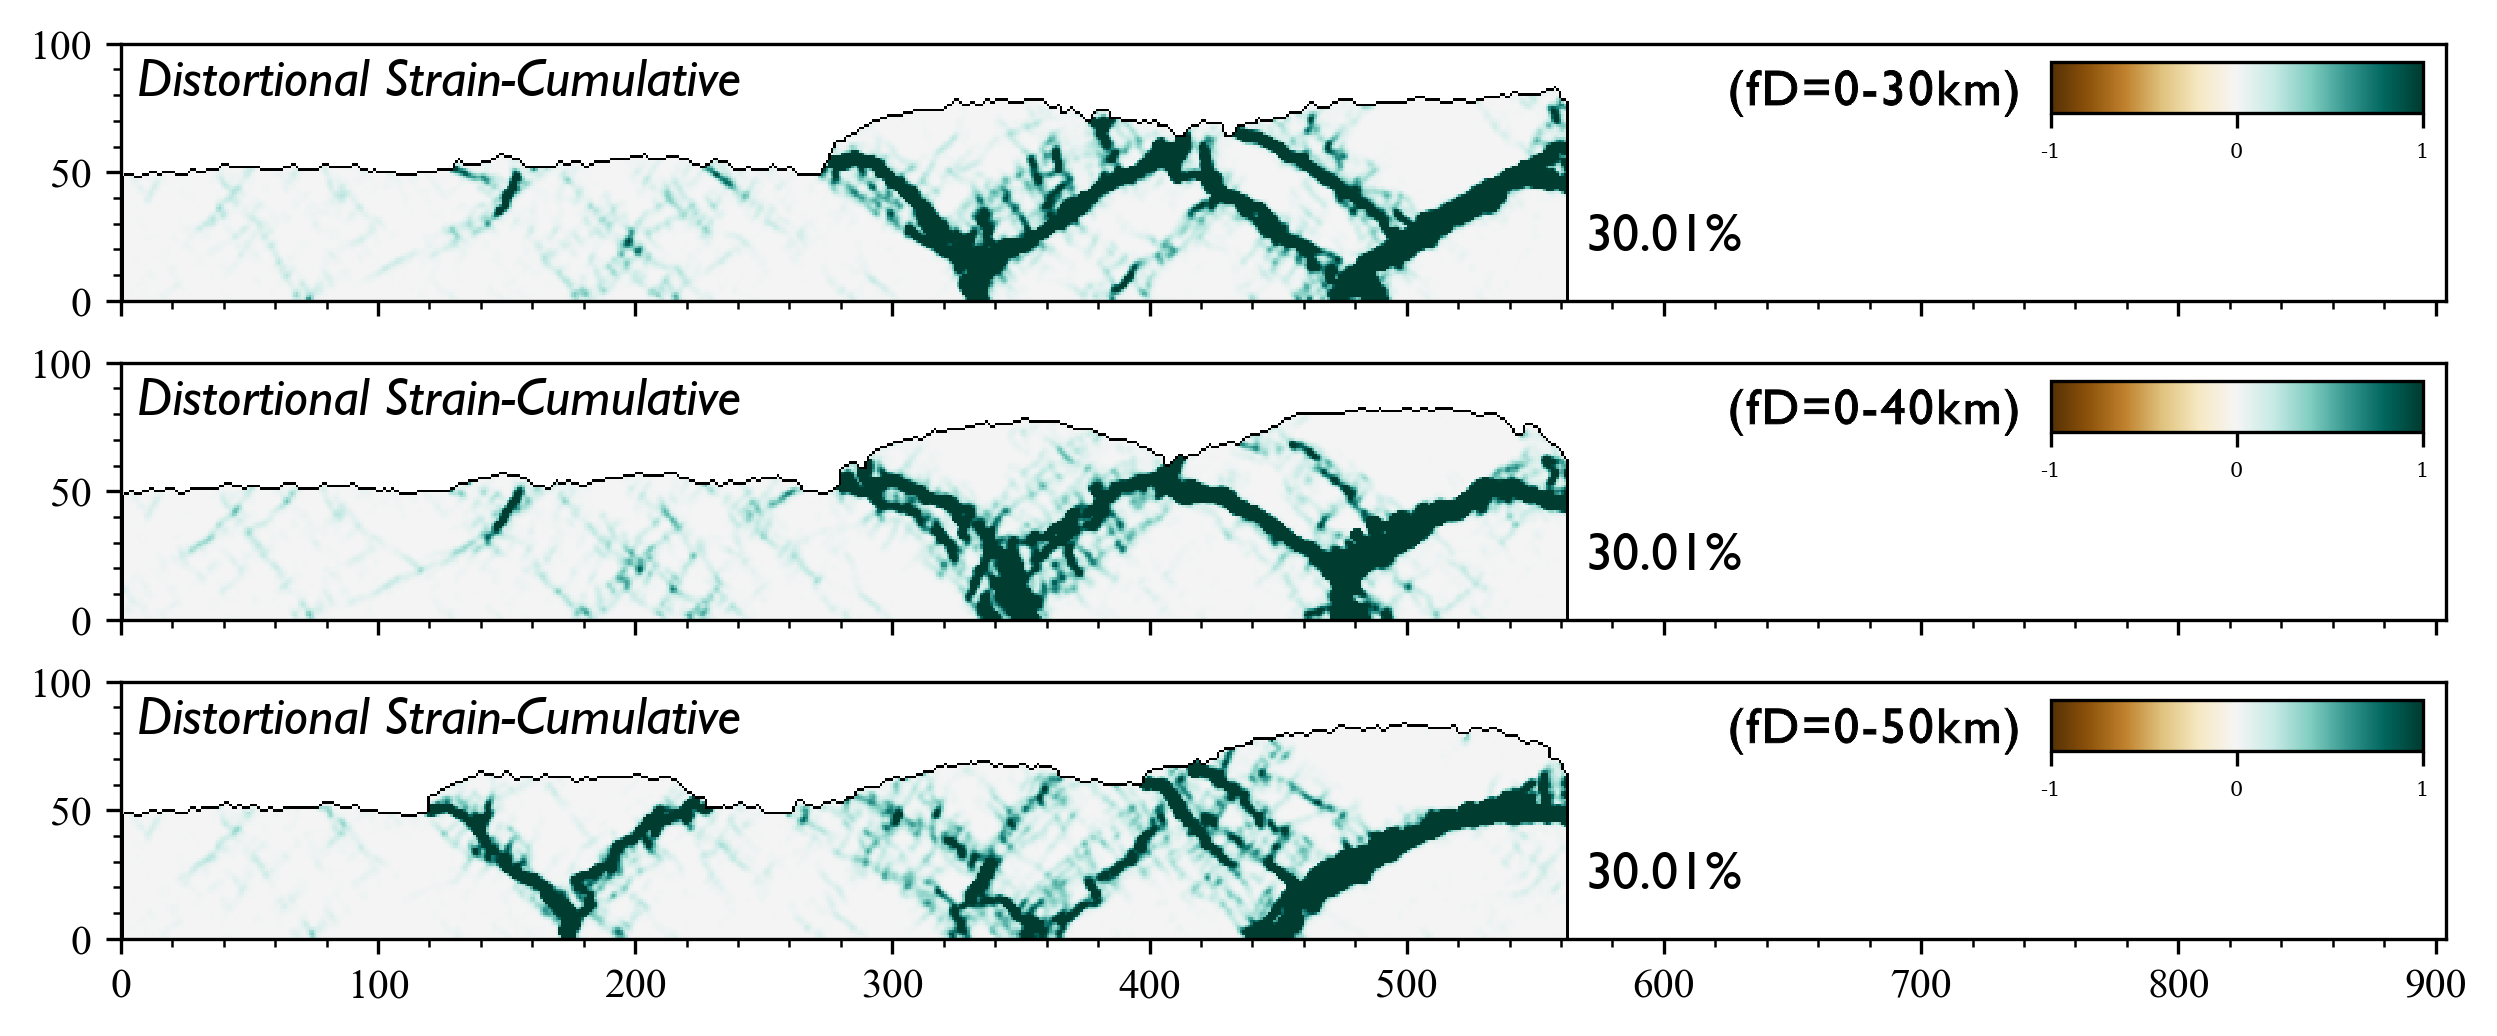 100
Distortional Strain-Cumulative
(fD=0-30km)
-1 0 1
50
30.01%
0
100
Distortional Strain-Cumulative
(fD=0-40km)
-1 0 1
50
30.01%
0
100
Distortional Strain-Cumulative
(fD=0-50km)
-1 0 1
50
30.01%
0
0 100 200 300 400 500 600 700 800 900